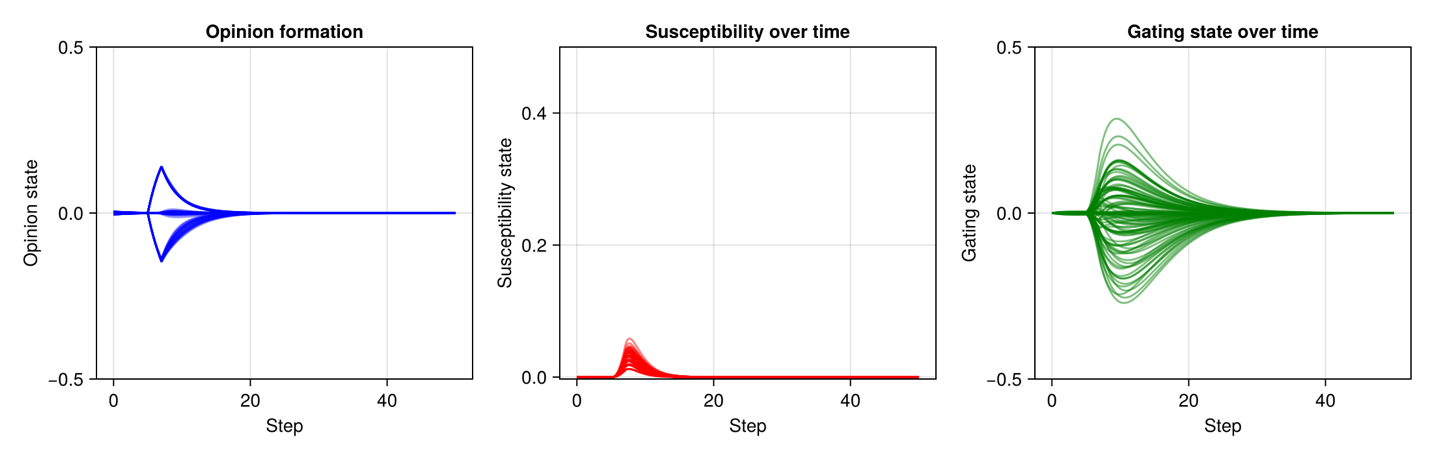 Opinion formation
0.5
0.0
−0.5
Opinion state
0
20
40
Step
Susceptibility over time
0.4
0.2
0.0
Susceptibility state
0
20
40
Step
Gating state over time
0.5
0.0
−0.5
Gating state
0
20
40
Step